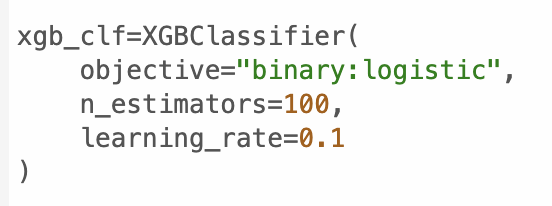 xgb_clf=XGBClassifier(
    objective="binary:logistic",
    n_estimators=100,
    learning_rate=0.1
)